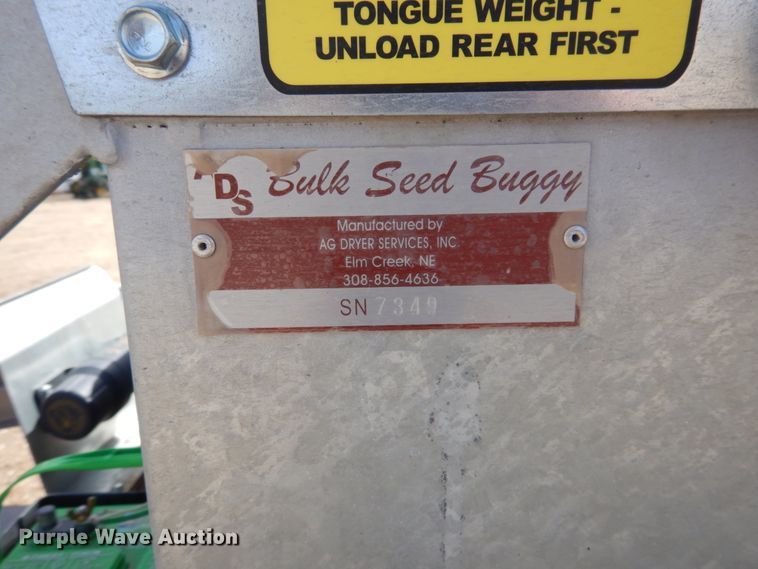 TONGUE WEIGHT -
UNLOAD REAR FIRST
ADS Bulk Seed Buggy
Manufactured by
AG DRYER SERVICES, INC.
Elm Creek, NE
308-856-4636
SN 7349
Purple Wave Auction